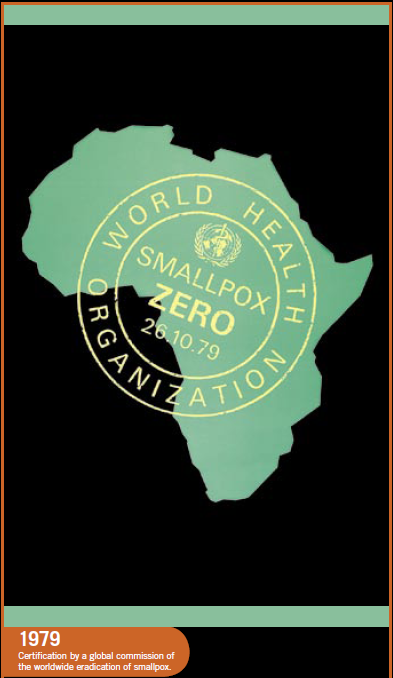 WORLD HEALTH
ORGANIZATION
SMALLPOX
ZERO
26.10.79
1979
Certification by a global commission of
the worldwide eradication of smallpox.